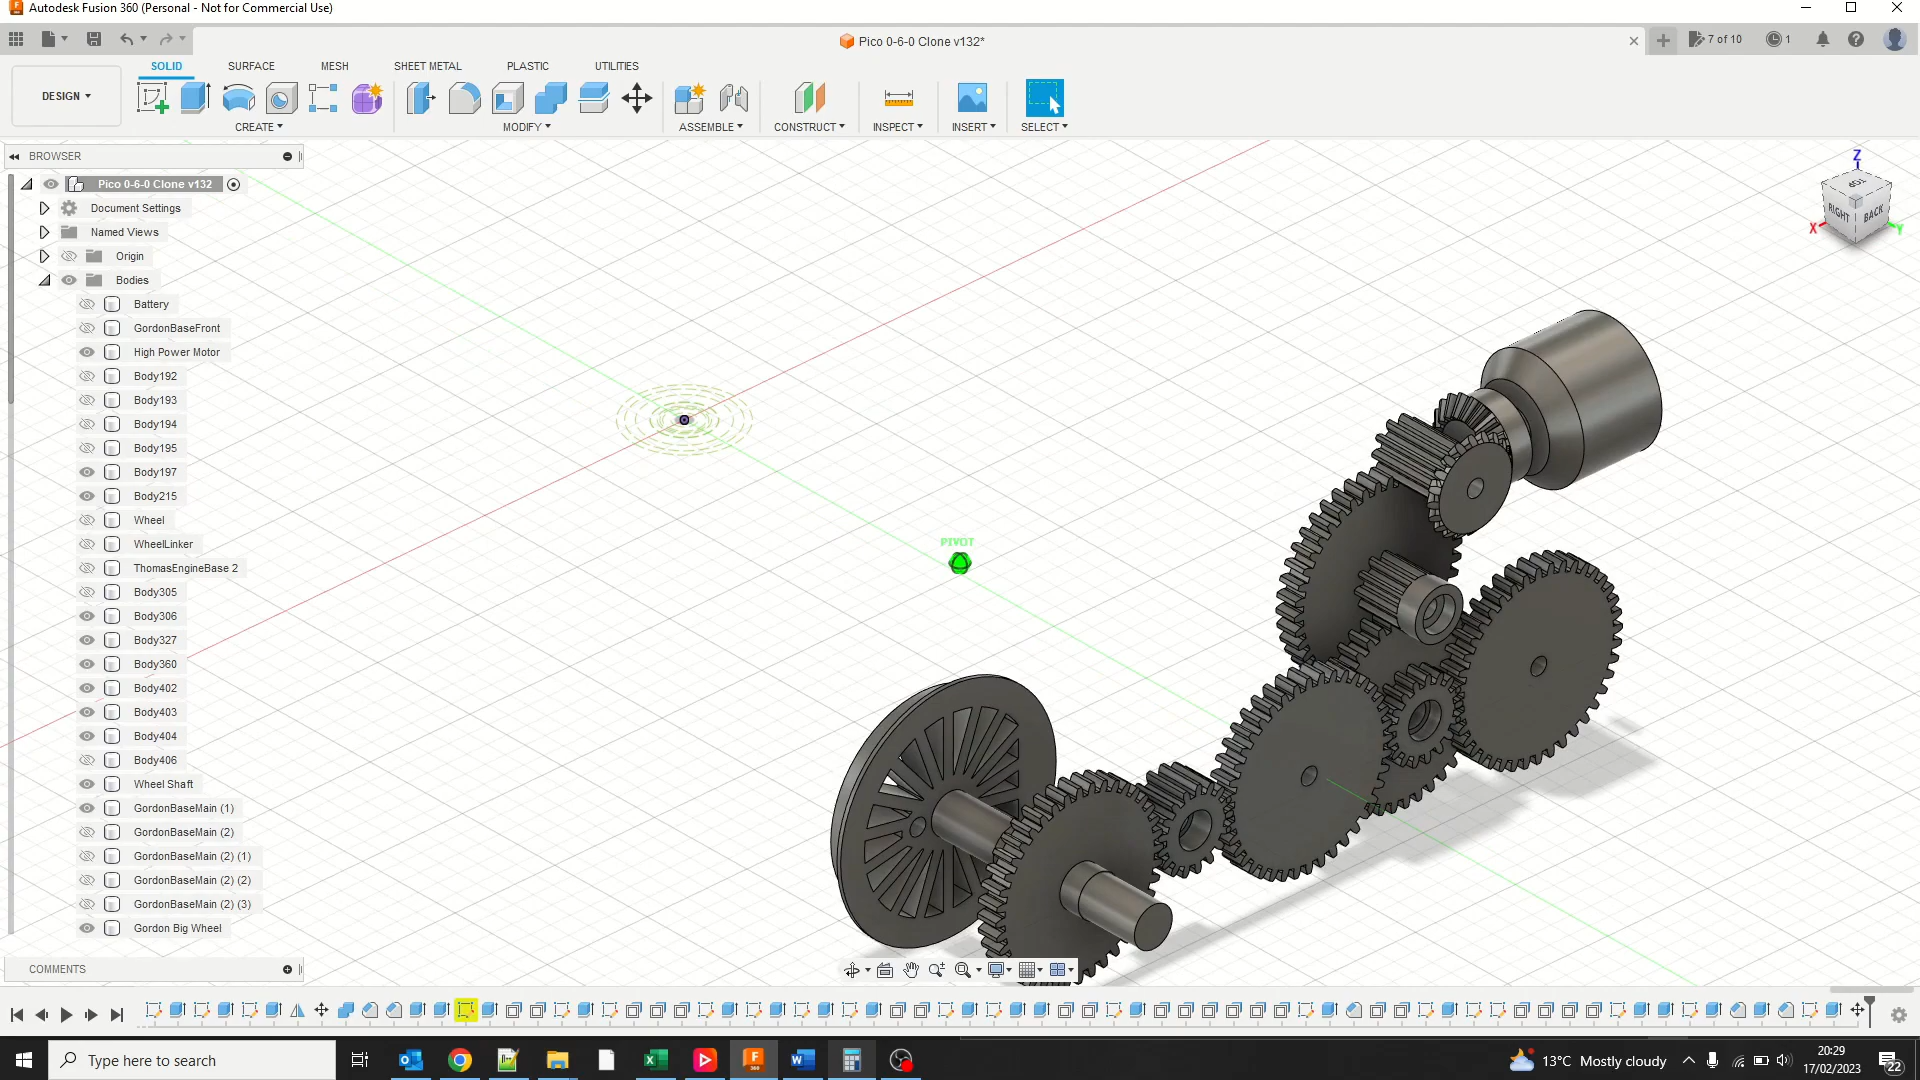 Autodesk Fusion 360 (Personal - Not for Commercial Use)
Pico 0-6-0 Clone v132*
7 of 10
1
DESIGN
SOLID
SURFACE
MESH
SHEET METAL
PLASTIC
UTILITIES
CREATE
MODIFY
ASSEMBLE
CONSTRUCT
INSPECT
INSERT
SELECT
BROWSER
Pico 0-6-0 Clone v132
Document Settings
Named Views
Origin
Bodies
Battery
GordonBaseFront
High Power Motor
Body192
Body193
Body194
Body195
Body197
Body215
Wheel
WheelLinker
ThomasEngineBase 2
Body305
Body306
Body327
Body360
Body402
Body403
Body404
Body406
Wheel Shaft
GordonBaseMain (1)
GordonBaseMain (2)
GordonBaseMain (2) (1)
GordonBaseMain (2) (2)
GordonBaseMain (2) (3)
Gordon Big Wheel
COMMENTS
PIVOT
Z
TOP
RIGHT
BACK
X
Y
Type here to search
13°C Mostly cloudy
20:29
17/02/2023
22